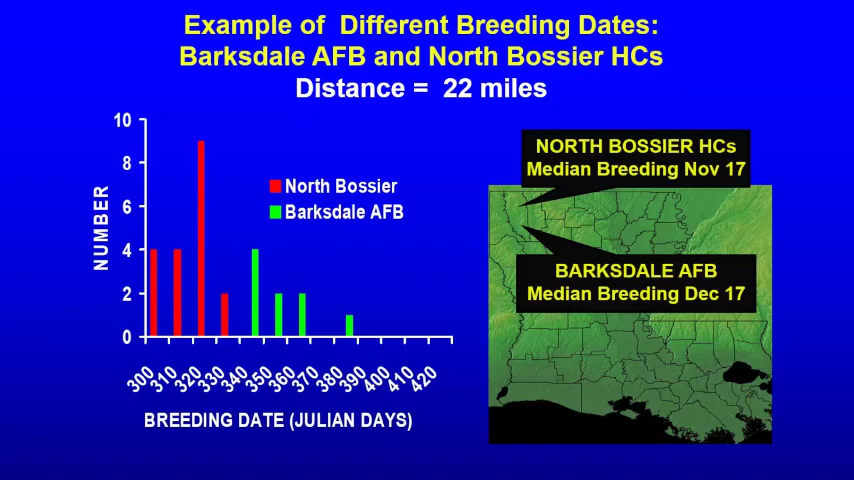 Example of  Different Breeding Dates:
Barksdale AFB and North Bossier HCs
Distance =  22 miles
10
8
6
4
2
0
NUMBER
North Bossier
Barksdale AFB
300
310
320
330
340
350
360
370
380
390
400
410
420
BREEDING DATE (JULIAN DAYS)
NORTH BOSSIER HCs
Median Breeding Nov 17
BARKSDALE AFB
Median Breeding Dec 17